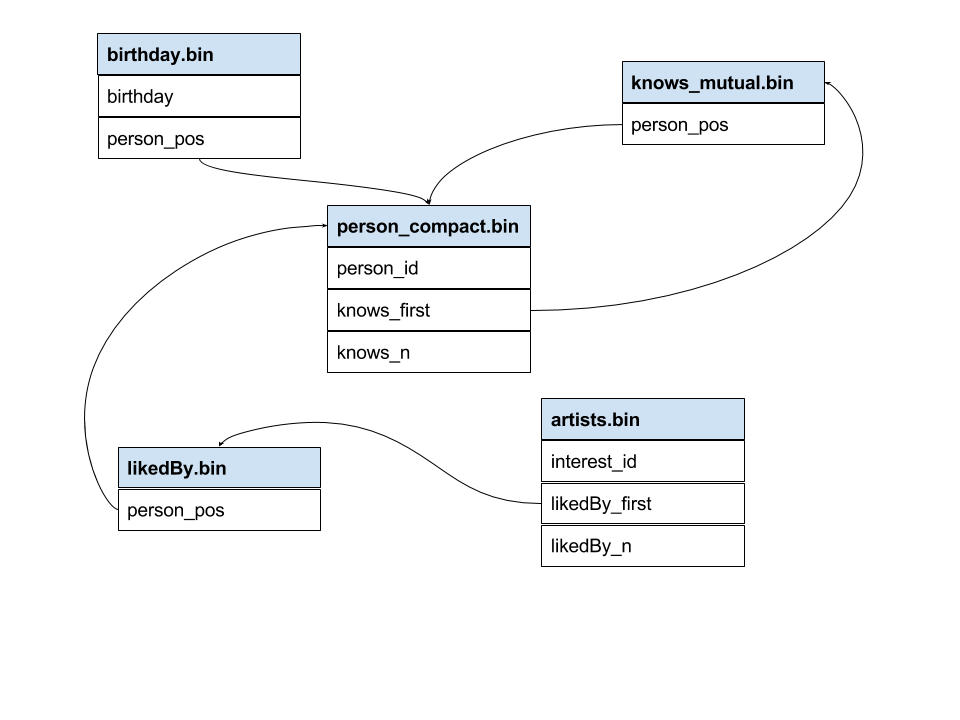 birthday.bin
birthday
person_pos
knows_mutual.bin
person_pos
person_compact.bin
person_id
knows_first
knows_n
likedBy.bin
person_pos
artists.bin
interest_id
likedBy_first
likedBy_n